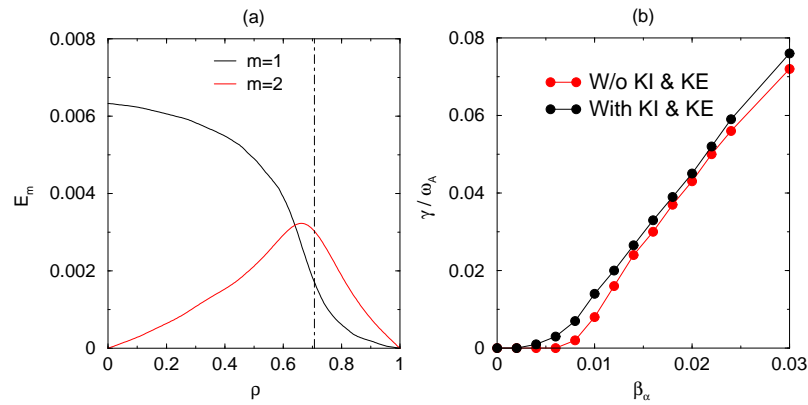 (a)
0.008
0.006
0.004
0.002
0
E_m
m=1
m=2
0 0.2 0.4 0.6 0.8 1
ρ
(b)
0.08
0.06
0.04
0.02
0
γ / ω_A
W/o KI & KE
With KI & KE
0 0.01 0.02 0.03
β_α